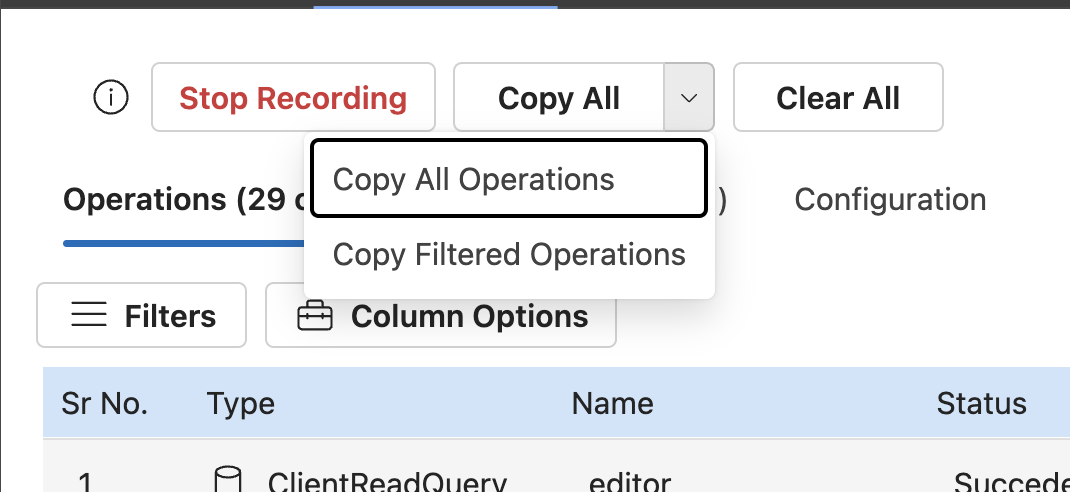 Stop Recording
Copy All
Clear All
Copy All Operations
Operations (29
)
Configuration
Copy Filtered Operations
Filters
Column Options
Sr No.
Type
Name
Status
1
ClientReadQuery
editor
Succede